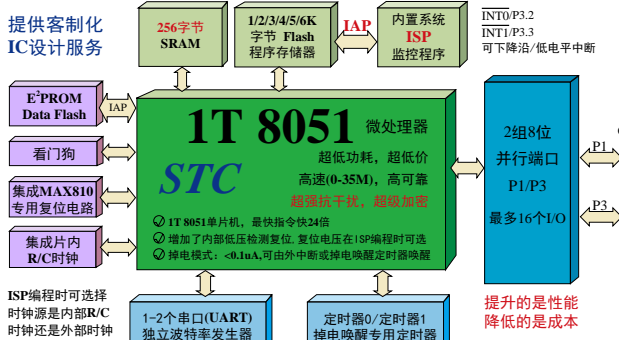 提供客制化
IC设计服务
256字节
SRAM
1/2/3/4/5/6K
字节 Flash
程序存储器
IAP
内置系统
ISP
监控程序
INT0/P3.2
INT1/P3.3
可下降沿/低电平中断
E²PROM
Data Flash
IAP
看门狗
集成MAX810
专用复位电路
集成片内
R/C时钟
1T 8051 微处理器
STC
超低功耗，超低价
高速(0-35M)，高可靠
超强抗干扰，超级加密
1T 8051单片机，最快指令快24倍
增加了内部低压检测复位，复位电压在ISP编程时可选
掉电模式：<0.1uA,可由外中断或掉电唤醒定时器唤醒
2组8位
并行端口
P1/P3
最多16个I/O
P1
P3
ISP编程时可选择
时钟源是内部R/C
时钟还是外部时钟
1-2个串口(UART)
独立波特率发生器
定时器0/定时器1
掉电唤醒专用定时器
提升的是性能
降低的是成本